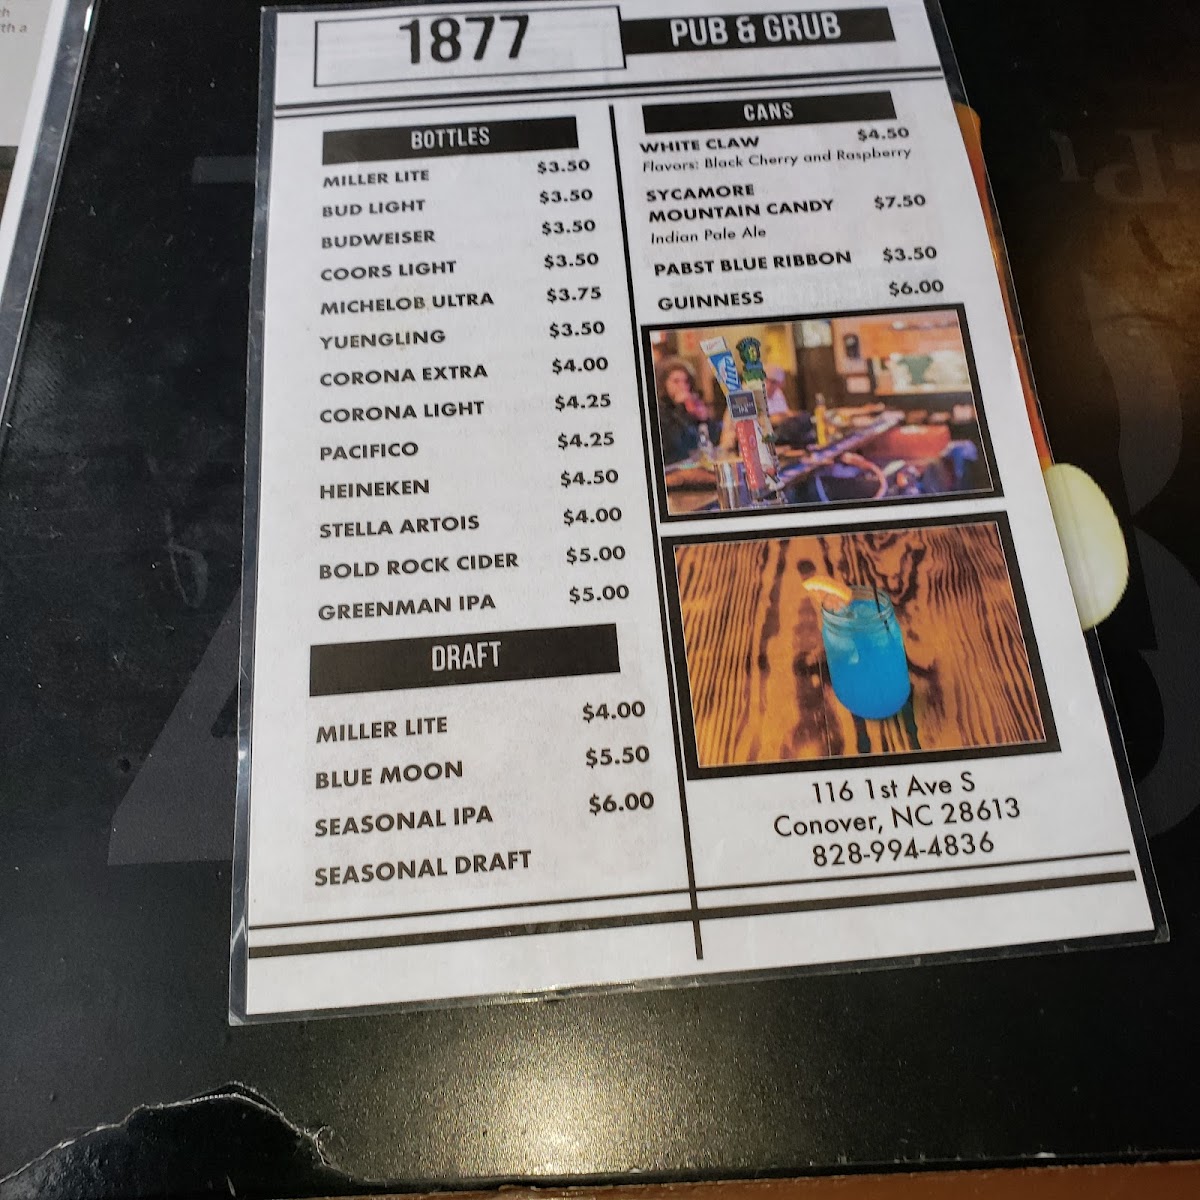 1877
PUB & GRUB
BOTTLES
MILLER LITE $3.50
BUD LIGHT $3.50
BUDWEISER $3.50
COORS LIGHT $3.50
MICHELOB ULTRA $3.75
YUENGLING $3.50
CORONA EXTRA $4.00
CORONA LIGHT $4.25
PACIFICO $4.25
HEINEKEN $4.50
STELLA ARTOIS $4.00
BOLD ROCK CIDER $5.00
GREENMAN IPA $5.00
DRAFT
MILLER LITE $4.00
BLUE MOON $5.50
SEASONAL IPA $6.00
SEASONAL DRAFT
CANS
WHITE CLAW $4.50
Flavors: Black Cherry and Raspberry
SYCAMORE
MOUNTAIN CANDY $7.50
Indian Pale Ale
PABST BLUE RIBBON $3.50
GUINNESS $6.00
116 1st Ave S
Conover, NC 28613
828-994-4836